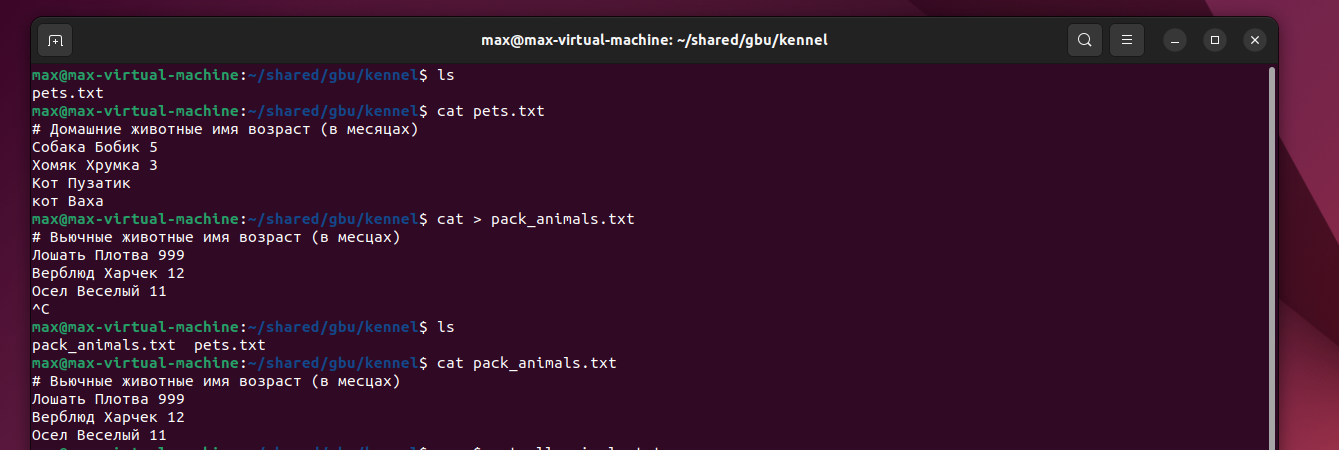 max@max-virtual-machine: ~/shared/gbu/kennel
max@max-virtual-machine:~/shared/gbu/kennel$ ls
pets.txt
max@max-virtual-machine:~/shared/gbu/kennel$ cat pets.txt
# Домашние животные имя возраст (в месяцах)
Собака Бобик 5
Хомяк Хрумка 3
Кот Пузатик
кот Ваха
max@max-virtual-machine:~/shared/gbu/kennel$ cat > pack_animals.txt
# Вьючные животные имя возраст (в месцах)
Лошать Плотва 999
Верблюд Харчек 12
Осел Веселый 11
^C
max@max-virtual-machine:~/shared/gbu/kennel$ ls
pack_animals.txt  pets.txt
max@max-virtual-machine:~/shared/gbu/kennel$ cat pack_animals.txt
# Вьючные животные имя возраст (в месцах)
Лошать Плотва 999
Верблюд Харчек 12
Осел Веселый 11